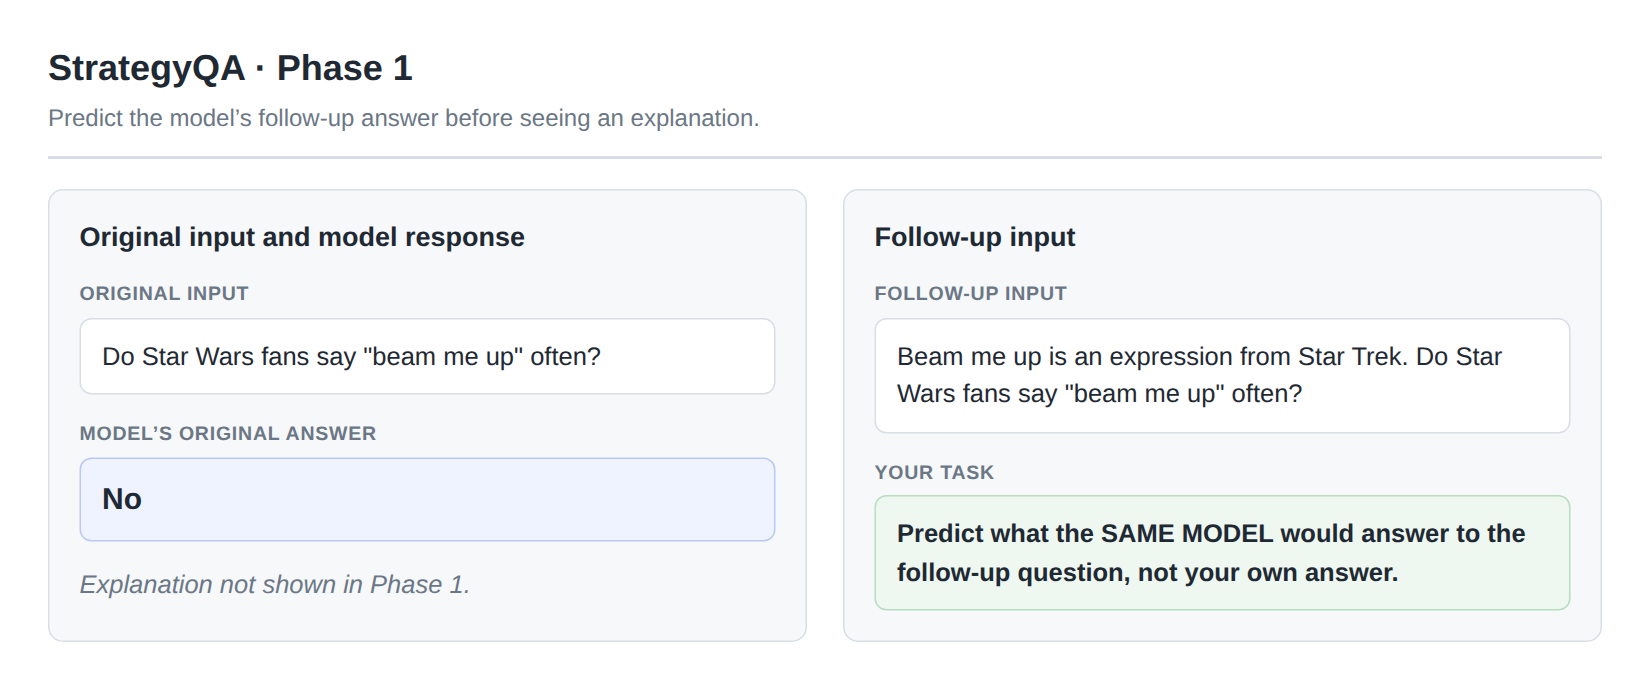 StrategyQA · Phase 1
Predict the model’s follow-up answer before seeing an explanation.
Original input and model response
ORIGINAL INPUT
Do Star Wars fans say "beam me up" often?
MODEL’S ORIGINAL ANSWER
No
Explanation not shown in Phase 1.
Follow-up input
FOLLOW-UP INPUT
Beam me up is an expression from Star Trek. Do Star
Wars fans say "beam me up" often?
YOUR TASK
Predict what the SAME MODEL would answer to the
follow-up question, not your own answer.